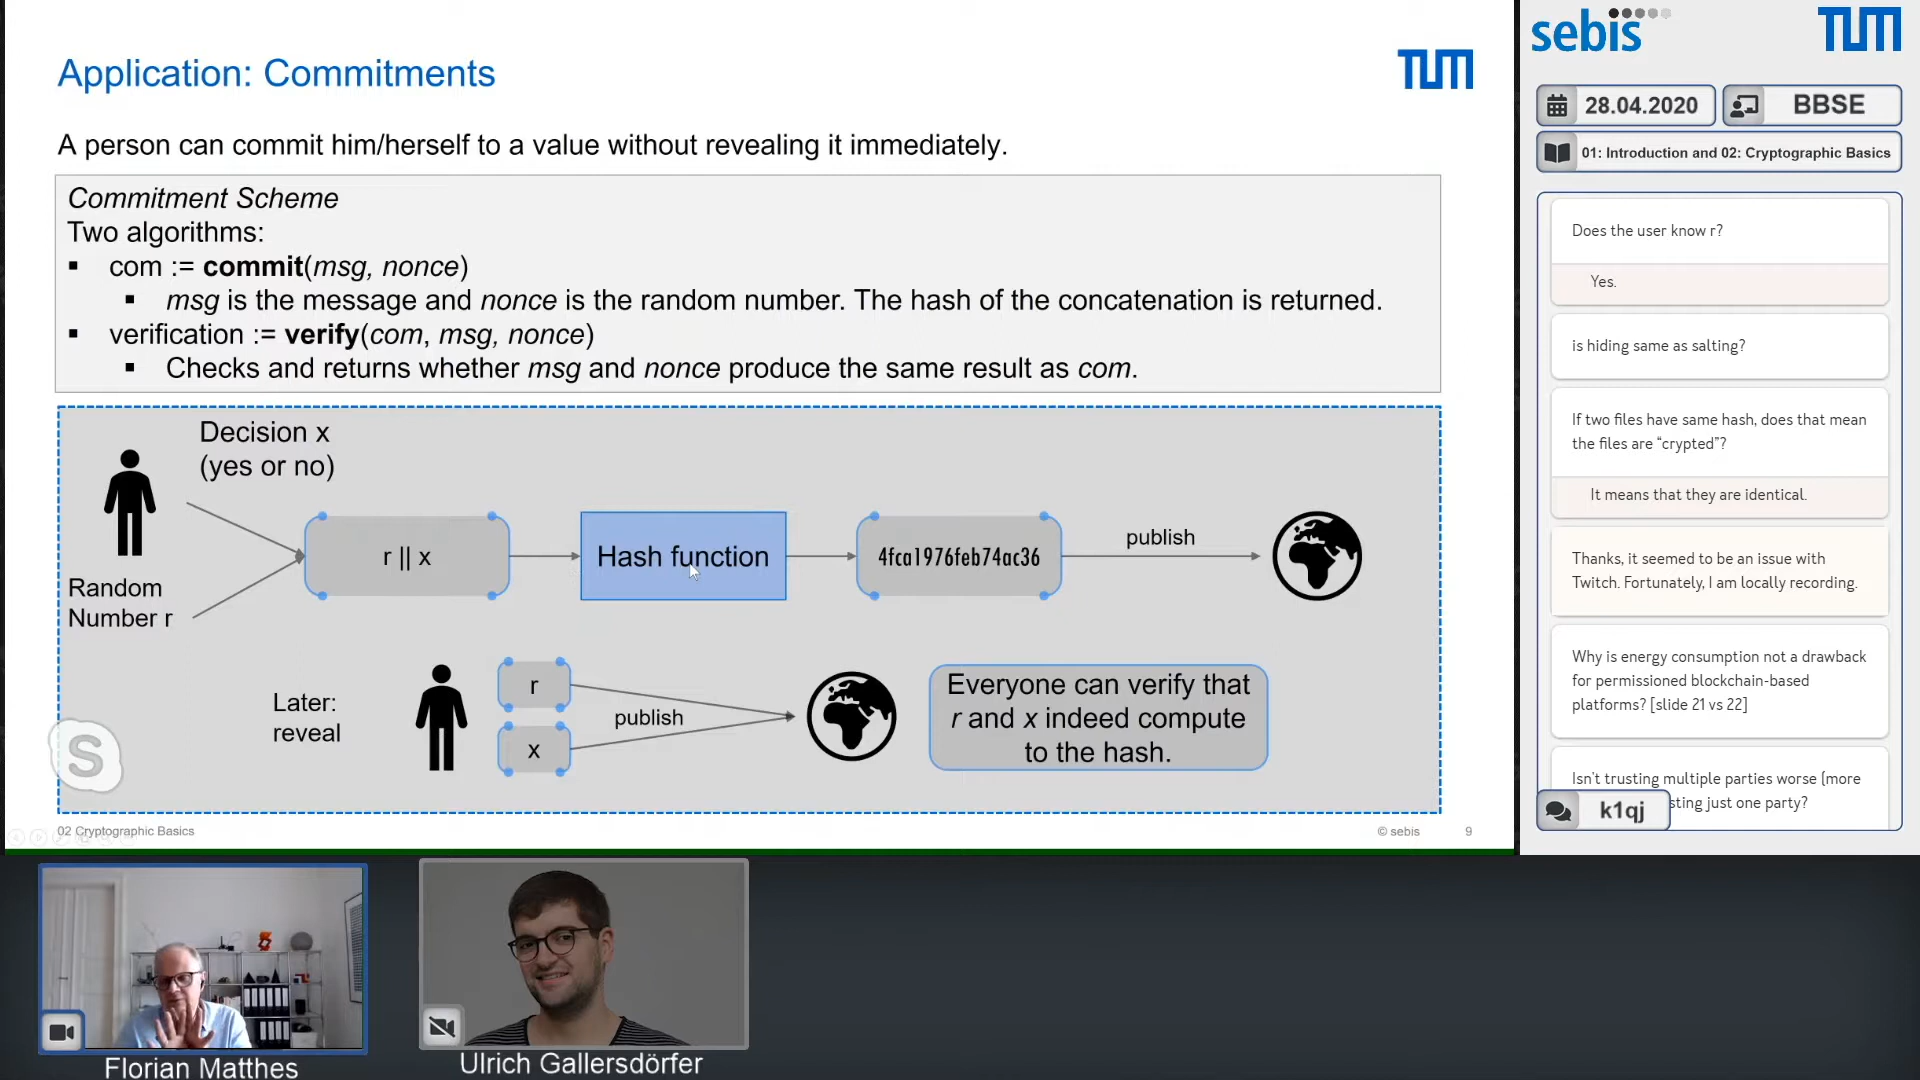 Application: Commitments
TUM
A person can commit him/herself to a value without revealing it immediately.
Commitment Scheme
Two algorithms:
▪ com := commit(msg, nonce)
▪ msg is the message and nonce is the random number. The hash of the concatenation is returned.
▪ verification := verify(com, msg, nonce)
▪ Checks and returns whether msg and nonce produce the same result as com.
Decision x
(yes or no)
Random
Number r
r || x
Hash function
4fca1976feb74ac36
publish
Later:
reveal
r
x
publish
Everyone can verify that
r and x indeed compute
to the hash.
S
02 Cryptographic Basics
© sebis
9
sebis
TUM
28.04.2020
BBSE
01: Introduction and 02: Cryptographic Basics
Does the user know r?
Yes.
is hiding same as salting?
If two files have same hash, does that mean
the files are “crypted”?
It means that they are identical.
Thanks, it seemed to be an issue with
Twitch. Fortunately, I am locally recording.
Why is energy consumption not a drawback
for permissioned blockchain-based
platforms? [slide 21 vs 22]
Isn't trusting multiple parties worse (more
sting just one party?
k1qj
Florian Matthes
Ulrich Gallersdörfer